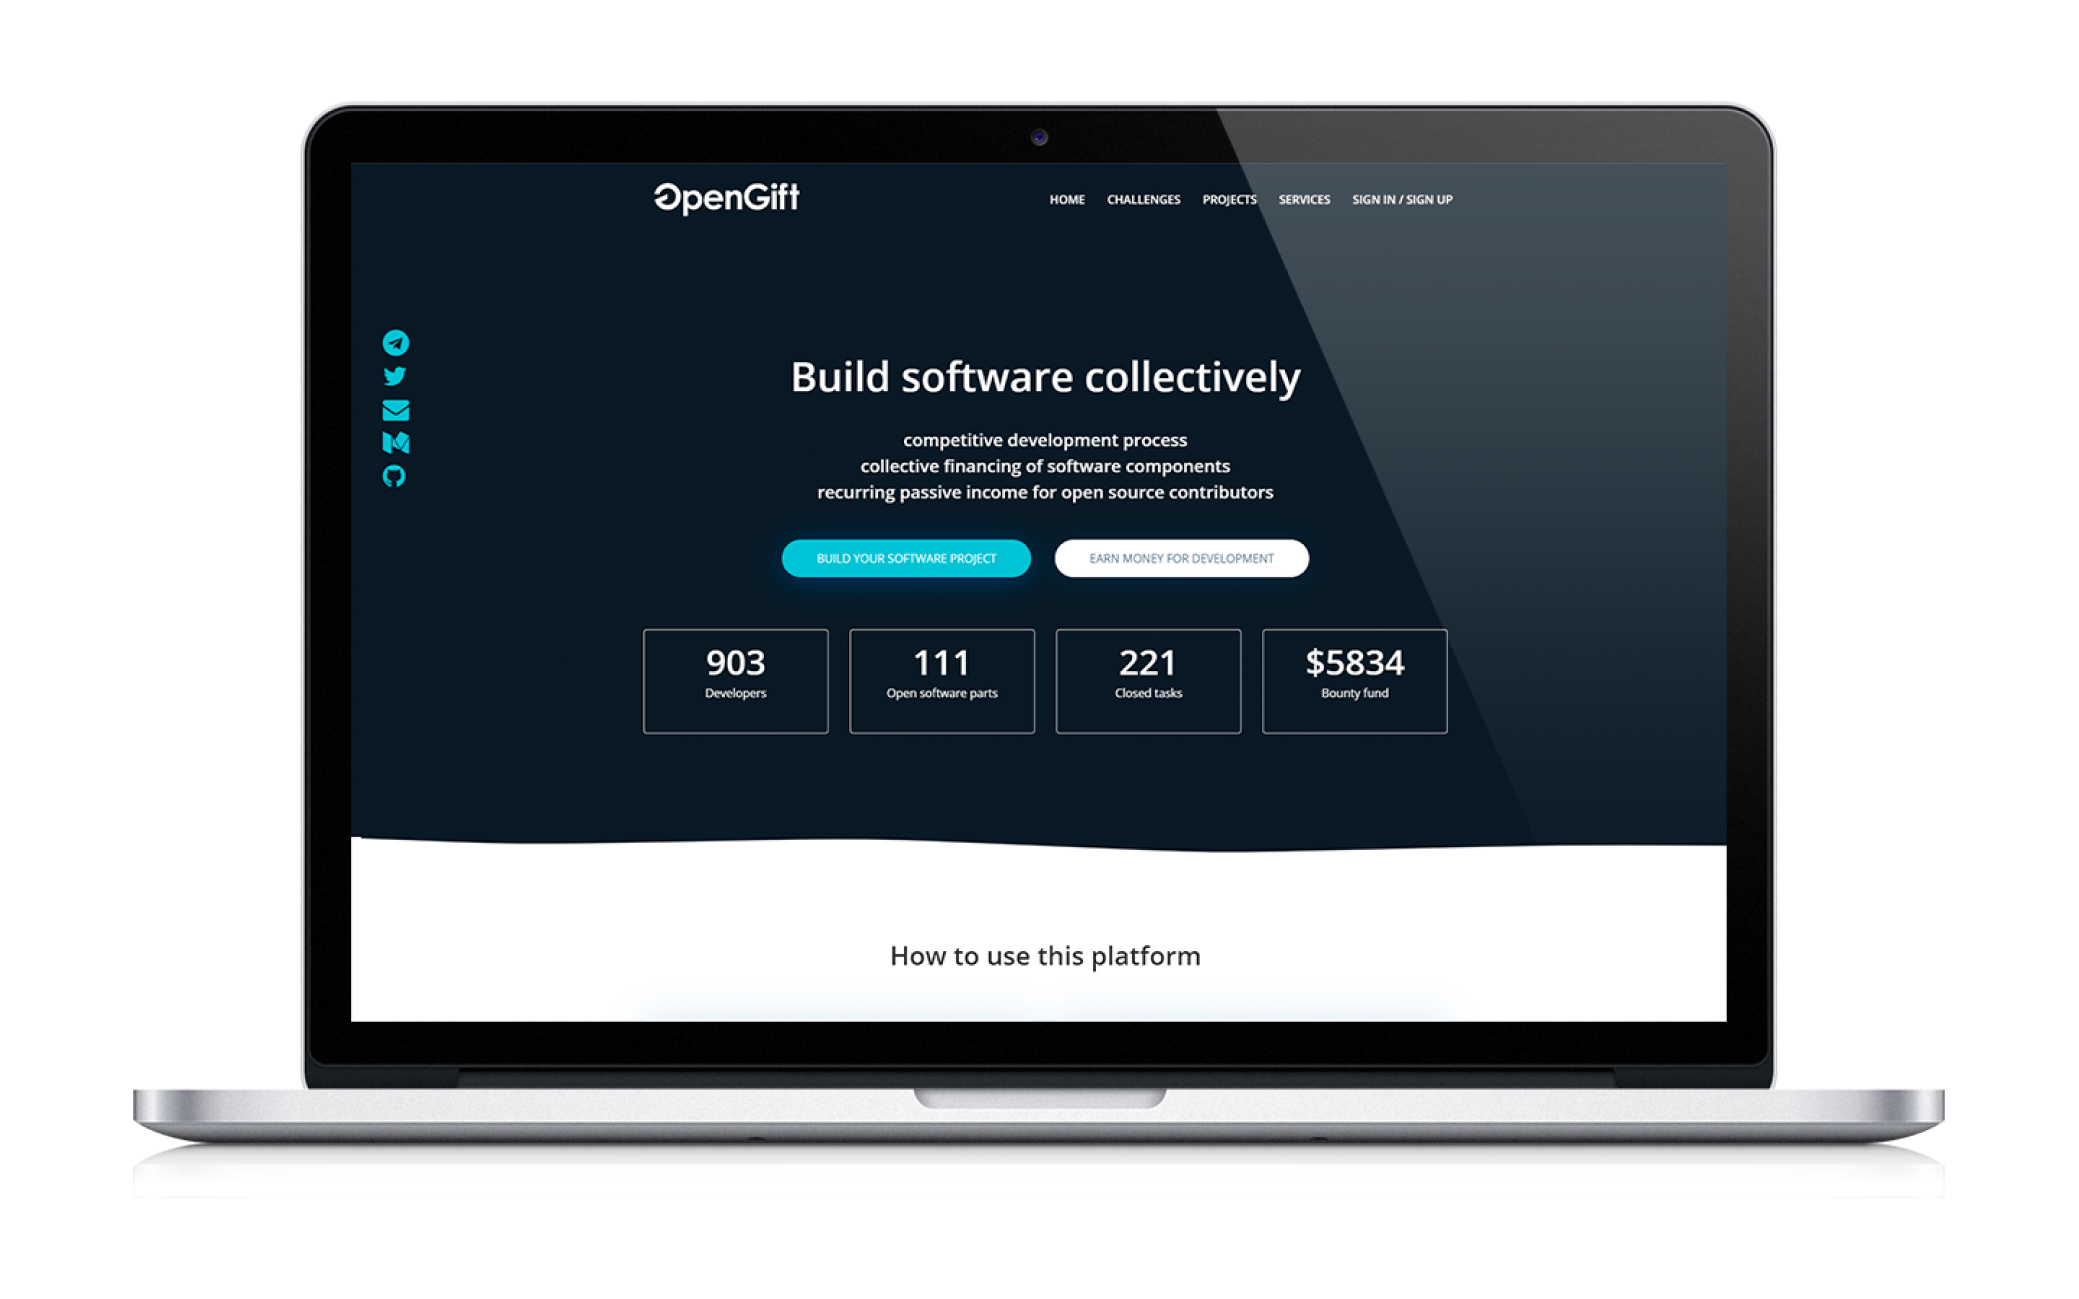 OpenGift
HOME CHALLENGES PROJECTS SERVICES SIGN IN / SIGN UP
Build software collectively
competitive development process
collective financing of software components
recurring passive income for open source contributors
BUILD YOUR SOFTWARE PROJECT EARN MONEY FOR DEVELOPMENT
903 111 221 $5834
Developers Open software parts Closed tasks Bounty fund
How to use this platform